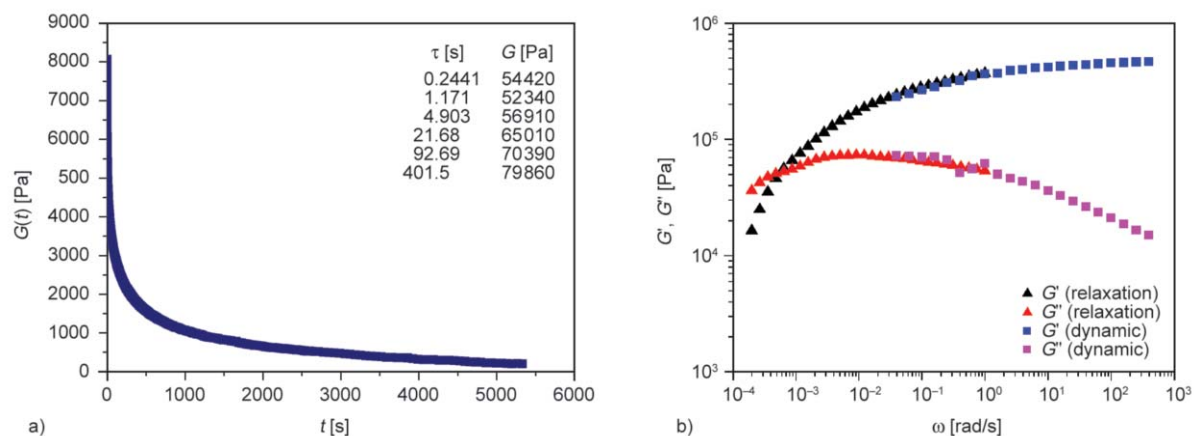 9000
8000
7000
6000
500
4000
3000
2000
1000
0
G(t) [Pa]
τ [s] G [Pa]
0.2441 54420
1.171 52340
4.903 56910
21.68 65010
92.69 70390
401.5 79860
0 1000 2000 3000 4000 5000 6000
a) t [s]
10⁶
10⁵
10⁴
10³
G', G'' [Pa]
G' (relaxation)
G'' (relaxation)
G' (dynamic)
G'' (dynamic)
10⁻⁴ 10⁻³ 10⁻² 10⁻¹ 10⁰ 10¹ 10² 10³
b) ω [rad/s]